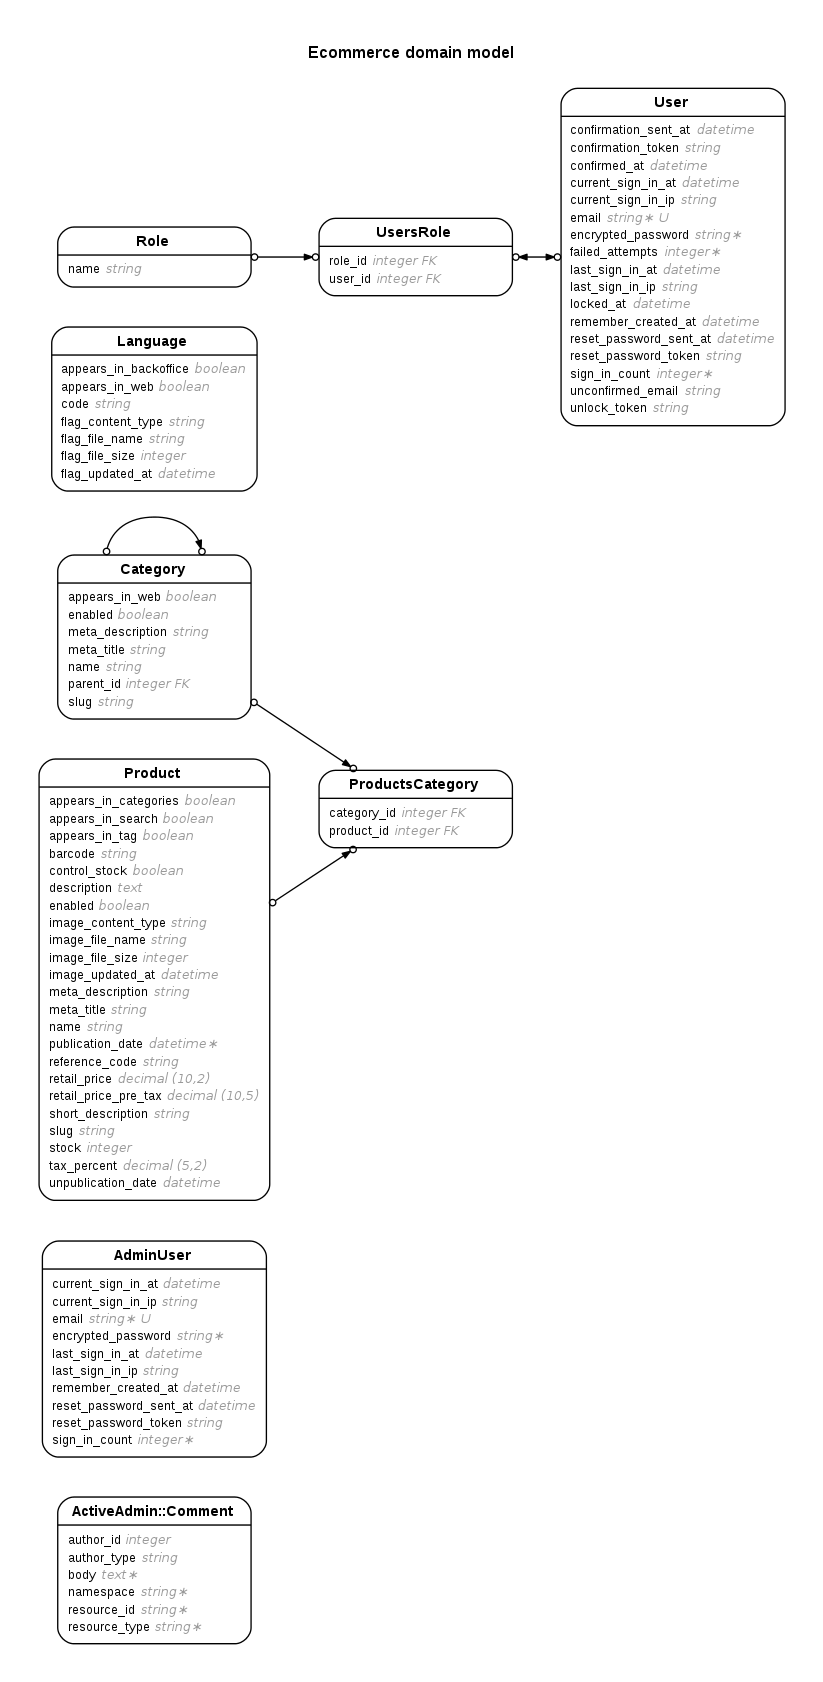 Ecommerce domain model
User
confirmation_sent_at datetime
confirmation_token string
confirmed_at datetime
current_sign_in_at datetime
current_sign_in_ip string
email string∗ U
encrypted_password string∗
failed_attempts integer∗
last_sign_in_at datetime
last_sign_in_ip string
locked_at datetime
remember_created_at datetime
reset_password_sent_at datetime
reset_password_token string
sign_in_count integer∗
unconfirmed_email string
unlock_token string
UsersRole
role_id integer FK
user_id integer FK
Role
name string
Language
appears_in_backoffice boolean
appears_in_web boolean
code string
flag_content_type string
flag_file_name string
flag_file_size integer
flag_updated_at datetime
Category
appears_in_web boolean
enabled boolean
meta_description string
meta_title string
name string
parent_id integer FK
slug string
ProductsCategory
category_id integer FK
product_id integer FK
Product
appears_in_categories boolean
appears_in_search boolean
appears_in_tag boolean
barcode string
control_stock boolean
description text
enabled boolean
image_content_type string
image_file_name string
image_file_size integer
image_updated_at datetime
meta_description string
meta_title string
name string
publication_date datetime∗
reference_code string
retail_price decimal (10,2)
retail_price_pre_tax decimal (10,5)
short_description string
slug string
stock integer
tax_percent decimal (5,2)
unpublication_date datetime
AdminUser
current_sign_in_at datetime
current_sign_in_ip string
email string∗ U
encrypted_password string∗
last_sign_in_at datetime
last_sign_in_ip string
remember_created_at datetime
reset_password_sent_at datetime
reset_password_token string
sign_in_count integer∗
ActiveAdmin::Comment
author_id integer
author_type string
body text∗
namespace string∗
resource_id string∗
resource_type string∗